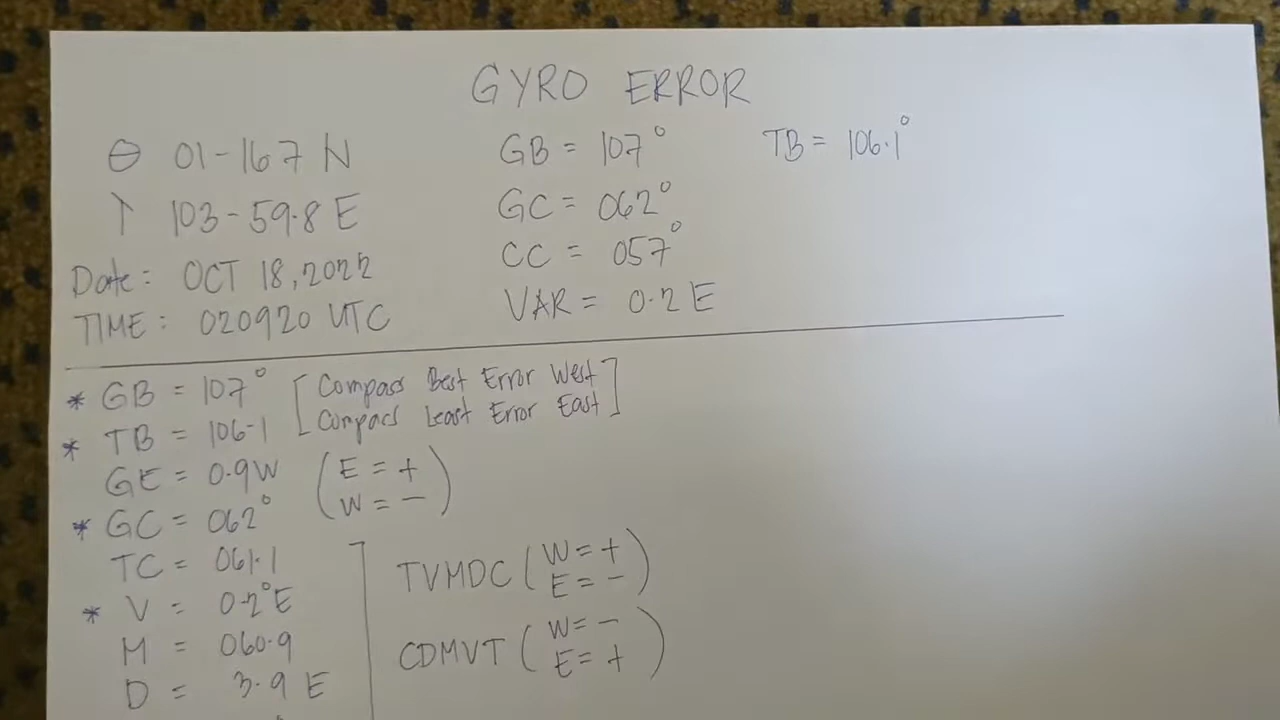 GYRO ERROR
θ 01-167 N
GB = 107° TB = 106.1°
λ 103-59.8 E
GC = 062°
Date: OCT 18, 2022
CC = 057°
TIME: 020920 UTC
VAR = 0.2 E
* GB = 107° [Compass Best Error West]
* TB = 106.1 [Compass Least Error East]
GE = 0.9W (E = +
W = -)
* GC = 062°
TC = 061.1
TVMDC (W = +
E = -)
* V = 0.2°E
M = 060.9
CDMVT (W = -
E = +)
D = 3.9 E